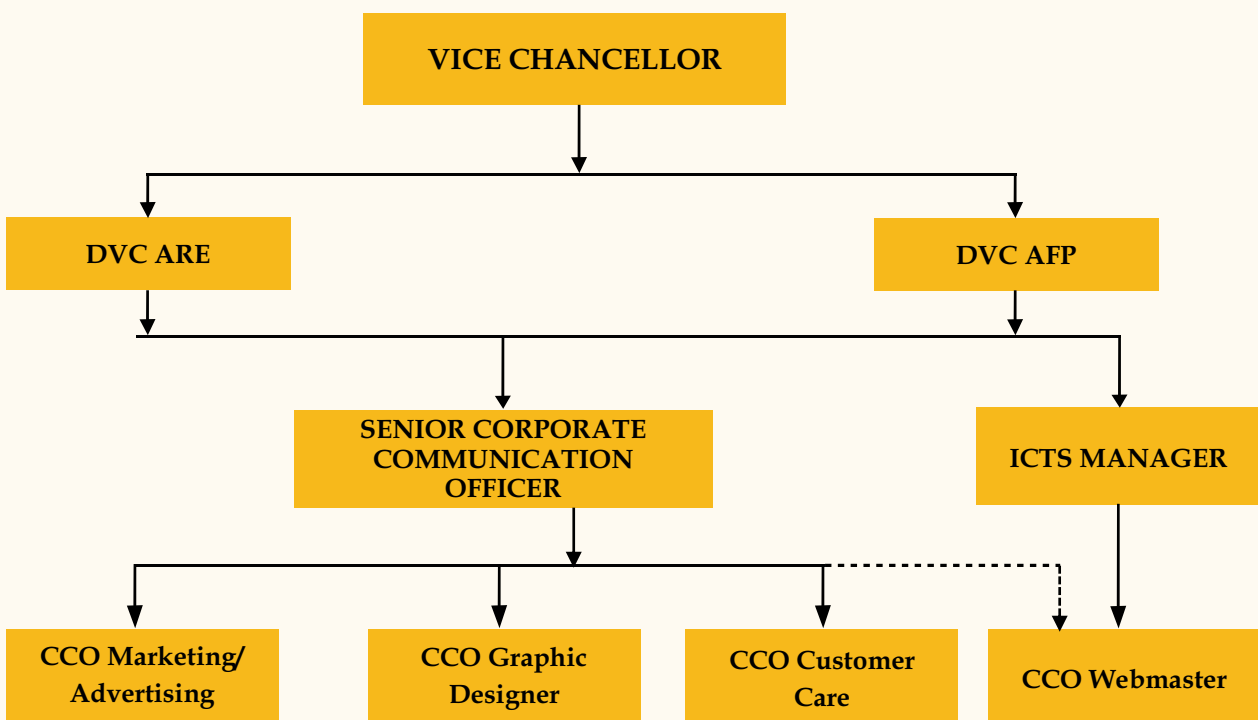 VICE CHANCELLOR
DVC ARE
DVC AFP
SENIOR CORPORATE
COMMUNICATION
OFFICER
ICTS MANAGER
CCO Marketing/
Advertising
CCO Graphic
Designer
CCO Customer
Care
CCO Webmaster